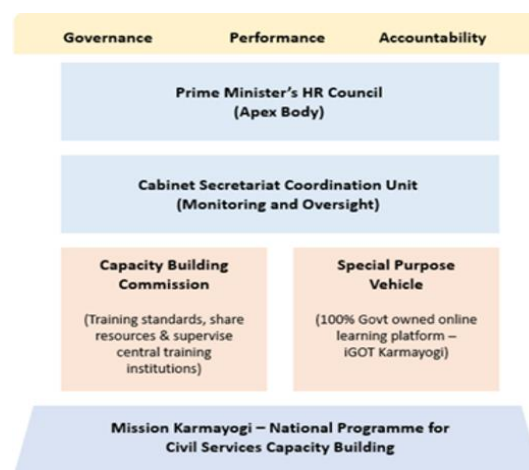 Governance Performance Accountability
Prime Minister’s HR Council
(Apex Body)
Cabinet Secretariat Coordination Unit
(Monitoring and Oversight)
Capacity Building
Commission
(Training standards, share
resources & supervise
central training
institutions)
Special Purpose
Vehicle
(100% Govt owned online
learning platform –
iGOT Karmayogi)
Mission Karmayogi – National Programme for
Civil Services Capacity Building